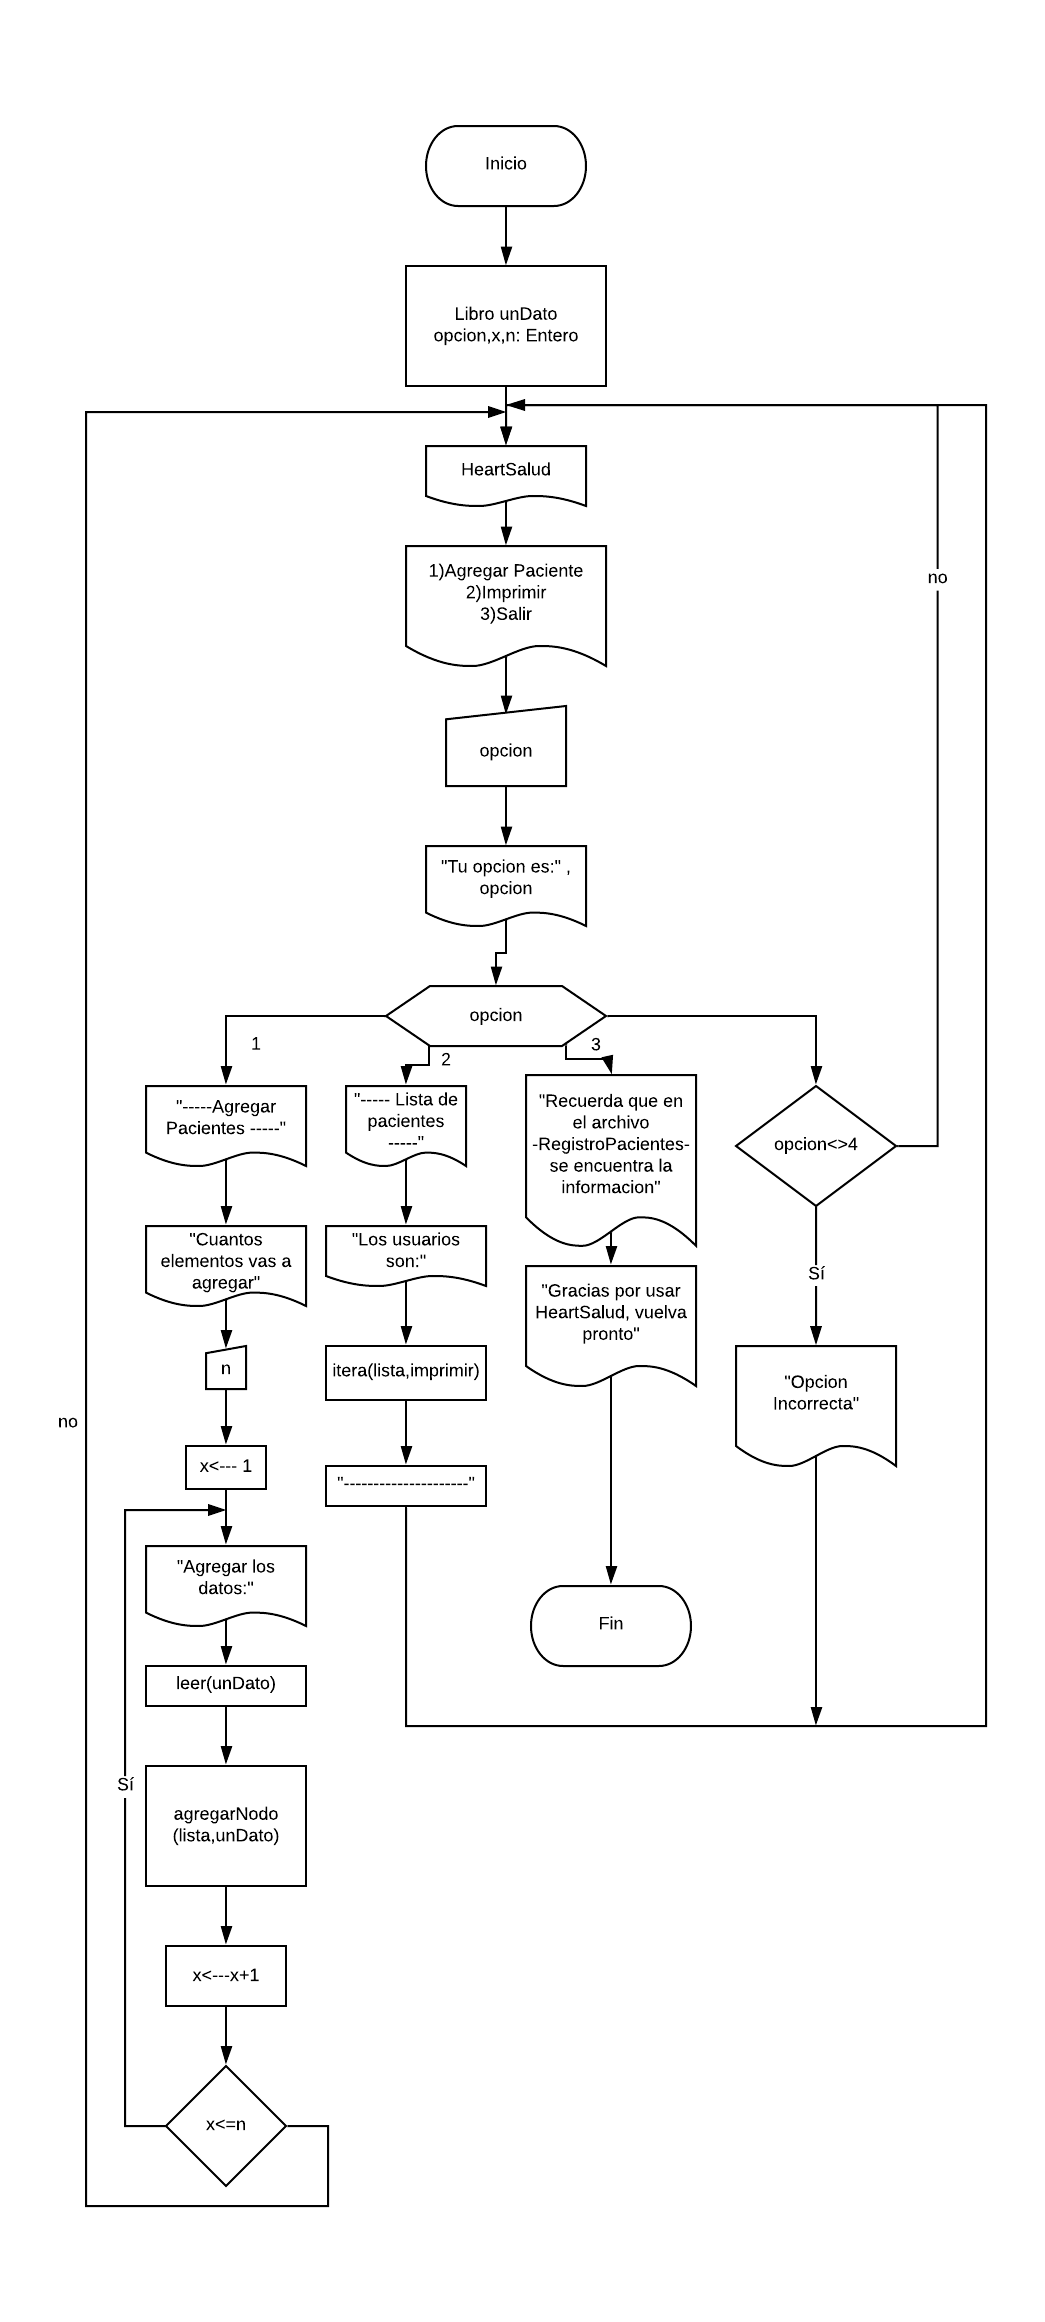 Inicio
Libro unDato
opcion,x,n: Entero
HeartSalud
1)Agregar Paciente
2)Imprimir
3)Salir
no
opcion
"Tu opcion es:" ,
opcion
opcion
1
2
3
"-----Agregar
Pacientes -----"
"----- Lista de
pacientes
-----"
"Recuerda que en
el archivo
-RegistroPacientes-
se encuentra la
informacion"
opcion<>4
"Cuantos
elementos vas a
agregar"
"Los usuarios
son:"
"Gracias por usar
HeartSalud, vuelva
pronto"
Sí
n
itera(lista,imprimir)
"Opcion
Incorrecta"
no
x<--- 1
"---------------------"
"Agregar los
datos:"
Fin
leer(unDato)
Sí
agregarNodo
(lista,unDato)
x<---x+1
x<=n